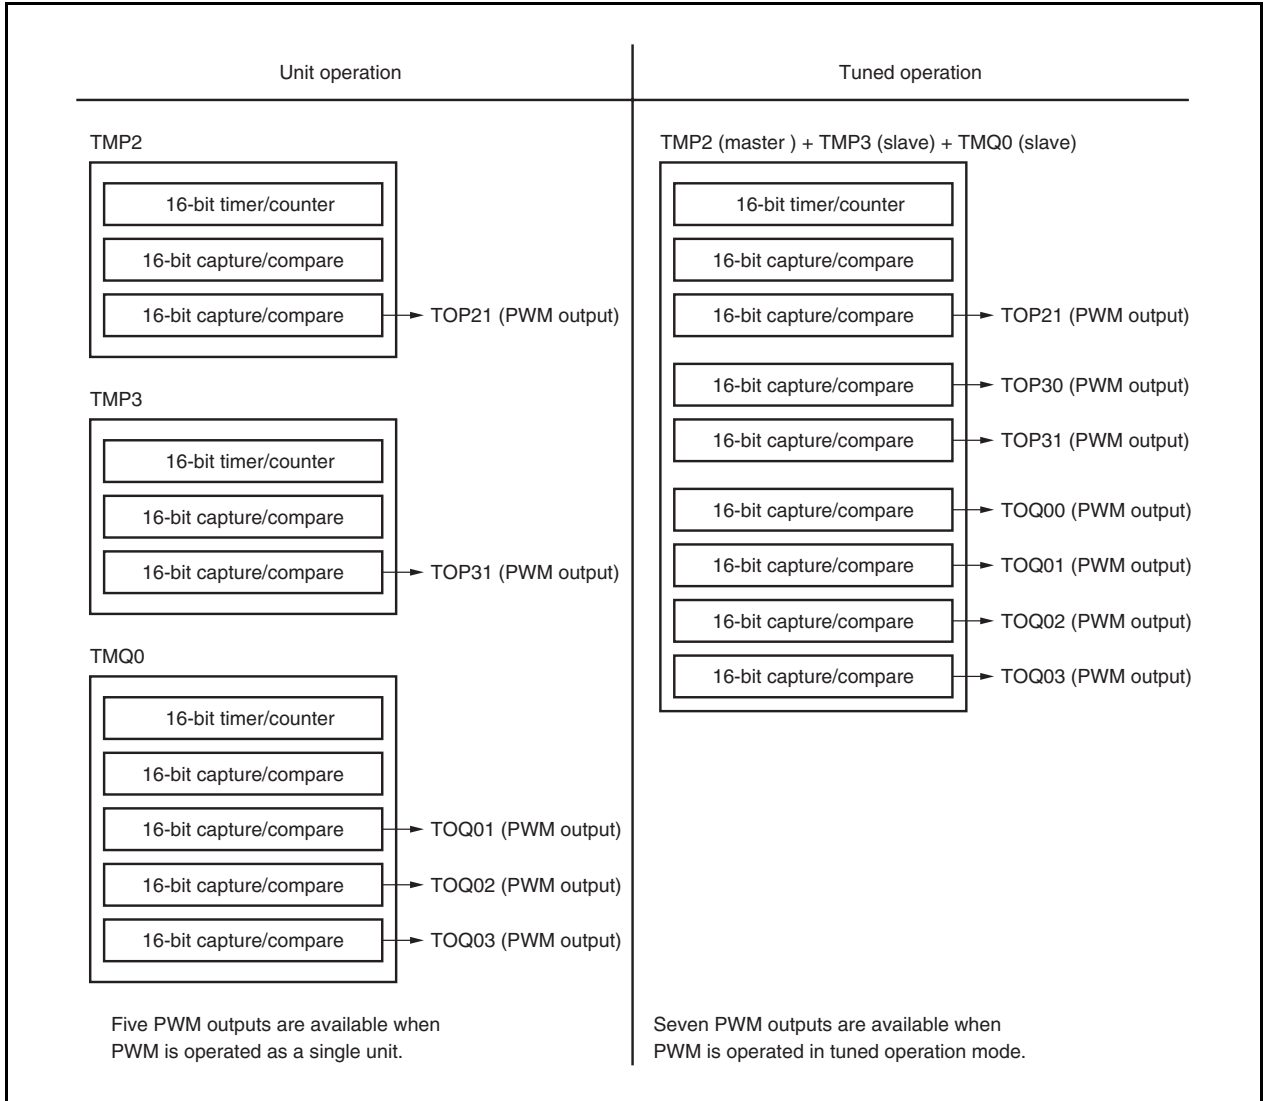 Unit operation
Tuned operation
TMP2
16-bit timer/counter
16-bit capture/compare
16-bit capture/compare
TOP21 (PWM output)
TMP3
16-bit timer/counter
16-bit capture/compare
16-bit capture/compare
TOP31 (PWM output)
TMQ0
16-bit timer/counter
16-bit capture/compare
16-bit capture/compare
TOQ01 (PWM output)
16-bit capture/compare
TOQ02 (PWM output)
16-bit capture/compare
TOQ03 (PWM output)
Five PWM outputs are available when
PWM is operated as a single unit.
TMP2 (master ) + TMP3 (slave) + TMQ0 (slave)
16-bit timer/counter
16-bit capture/compare
16-bit capture/compare
TOP21 (PWM output)
16-bit capture/compare
TOP30 (PWM output)
16-bit capture/compare
TOP31 (PWM output)
16-bit capture/compare
TOQ00 (PWM output)
16-bit capture/compare
TOQ01 (PWM output)
16-bit capture/compare
TOQ02 (PWM output)
16-bit capture/compare
TOQ03 (PWM output)
Seven PWM outputs are available when
PWM is operated in tuned operation mode.